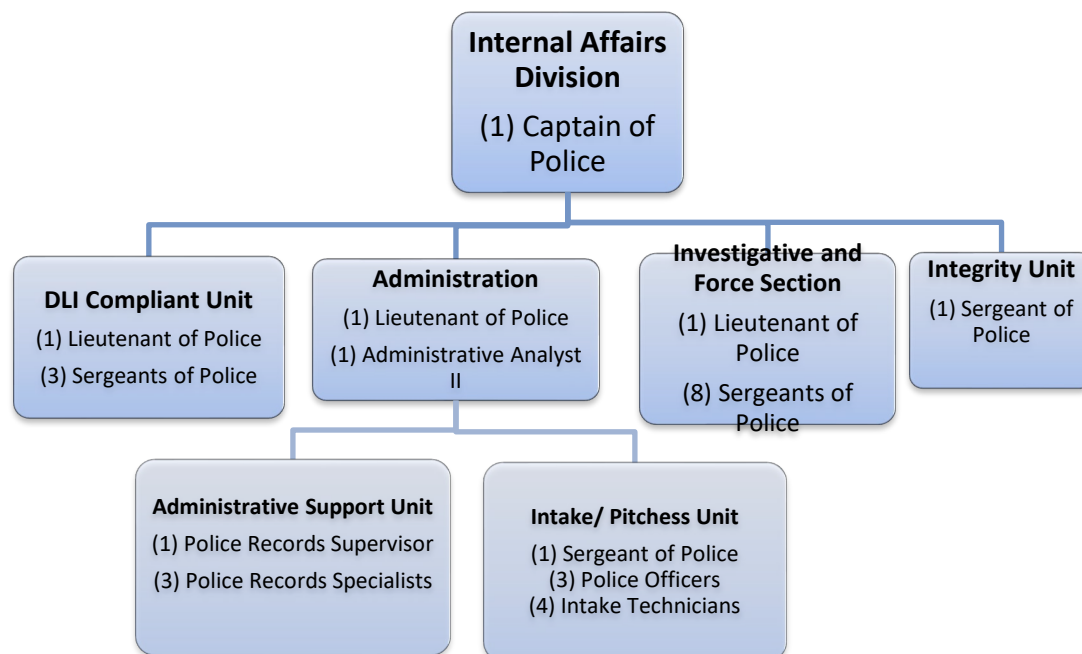 Internal Affairs
Division
(1) Captain of
Police
DLI Compliant Unit
(1) Lieutenant of Police
(3) Sergeants of Police
Administration
(1) Lieutenant of Police
(1) Administrative Analyst
II
Investigative and
Force Section
(1) Lieutenant of
Police
(8) Sergeants of
Police
Integrity Unit
(1) Sergeant of
Police
Administrative Support Unit
(1) Police Records Supervisor
(3) Police Records Specialists
Intake/ Pitchess Unit
(1) Sergeant of Police
(3) Police Officers
(4) Intake Technicians